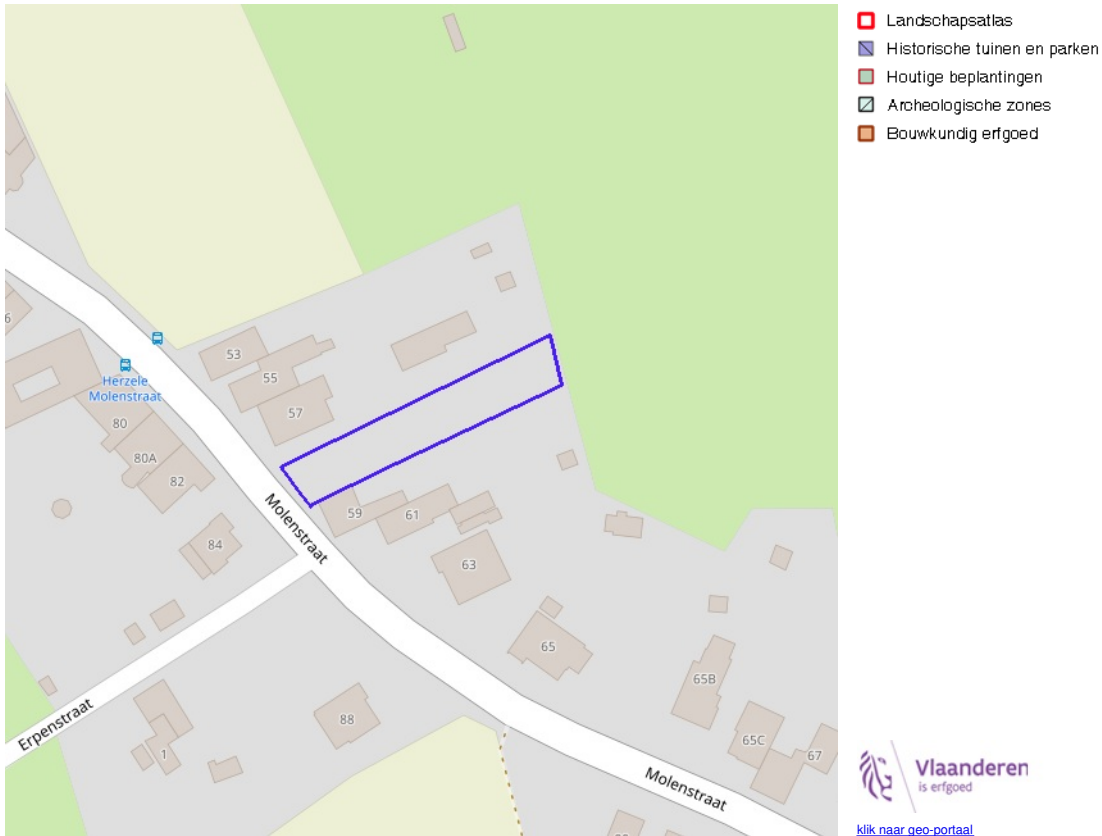 Landschapsatlas
Historische tuinen en parken
Houtige beplantingen
Archeologische zones
Bouwkundig erfgoed
53
55
57
6
Herzele
Molenstraat
80
80A
82
84
Molenstraat
59
61
63
65
65B
65C
67
Erpenstraat
1
88
Molenstraat
Vlaanderen
is erfgoed
klik naar geo-portaal